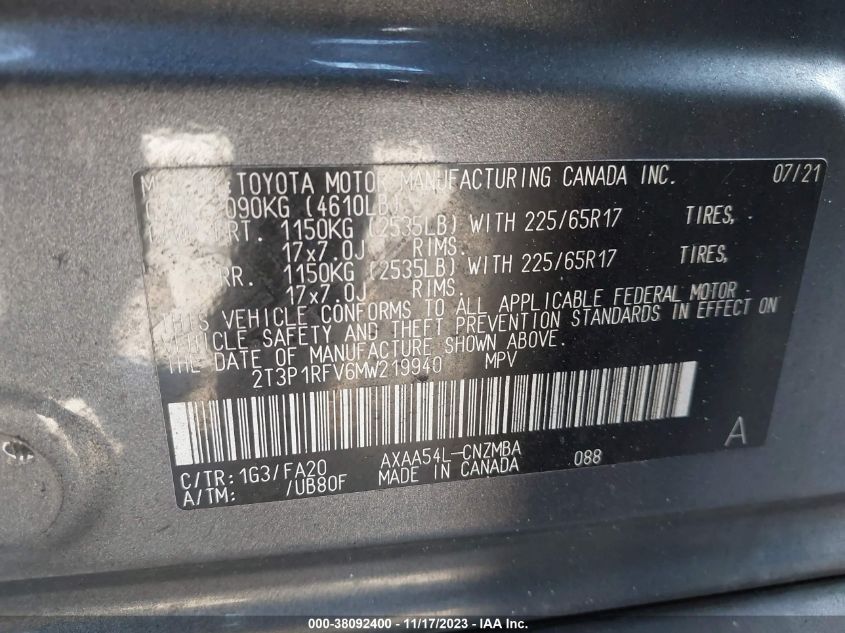 TOYOTA MOTOR MANUFACTURING CANADA INC. 07/21
090KG (4610LB)
1150KG (2535LB) WITH 225/65R17 TIRES,
17x7.0J RIMS.
RR. 1150KG (2535LB) WITH 225/65R17 TIRES,
17x7.0J RIMS.
THIS VEHICLE CONFORMS TO ALL APPLICABLE FEDERAL MOTOR
VEHICLE SAFETY AND THEFT PREVENTION STANDARDS IN EFFECT ON
THE DATE OF MANUFACTURE SHOWN ABOVE.
2T3P1RFV6MW219940 MPV
A
C/TR: 1G3/FA20 AXAA54L-CNZMBA 088
A/TM: /UB80F MADE IN CANADA
000-38092400 - 11/17/2023 - IAA Inc.